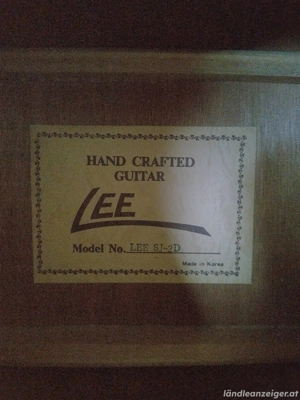 HAND CRAFTED
GUITAR
LEE
Model No. LEE SJ-2D
Made in Korea
ländleanzeiger.at